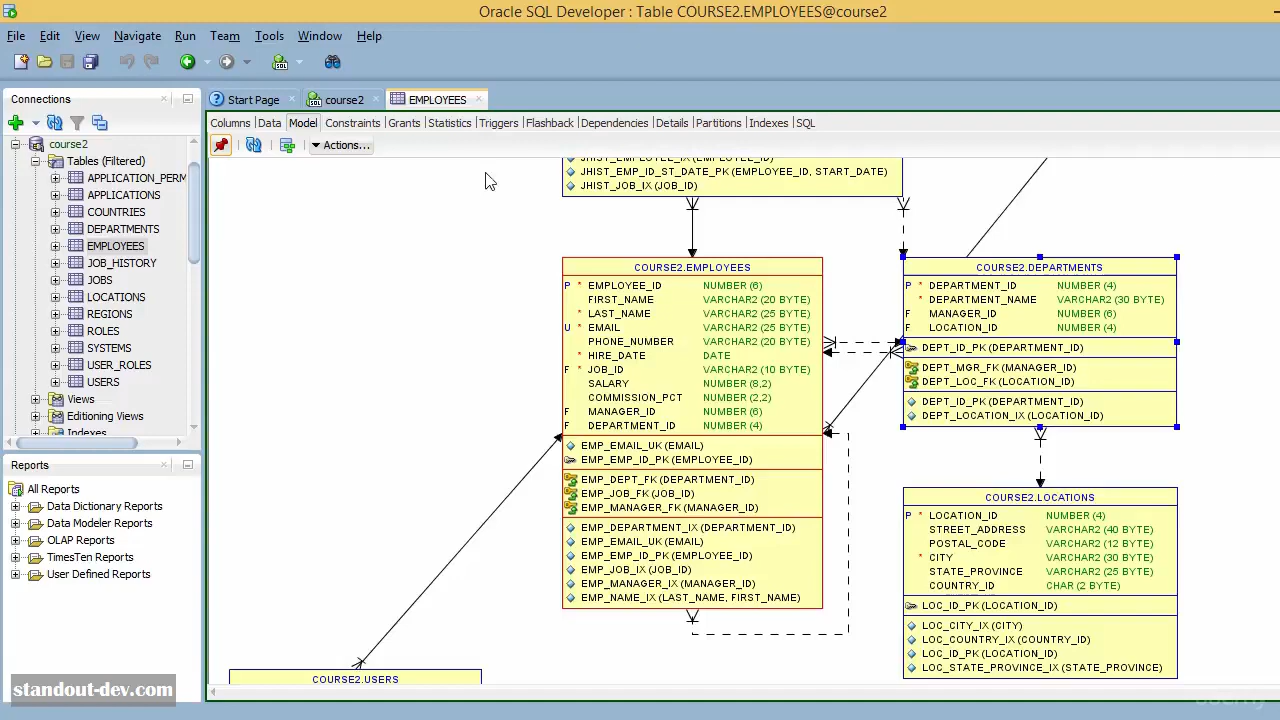 Oracle SQL Developer : Table COURSE2.EMPLOYEES@course2
File Edit View Navigate Run Team Tools Window Help
Connections
Start Page course2 EMPLOYEES
Columns Data Model Constraints Grants Statistics Triggers Flashback Dependencies Details Partitions Indexes SQL
Actions...
course2
Tables (Filtered)
APPLICATION_PERM
APPLICATIONS
COUNTRIES
DEPARTMENTS
EMPLOYEES
JOB_HISTORY
JOBS
LOCATIONS
REGIONS
ROLES
SYSTEMS
USER_ROLES
USERS
Views
Editioning Views
Indexes
Reports
All Reports
Data Dictionary Reports
Data Modeler Reports
OLAP Reports
TimesTen Reports
User Defined Reports
JHIST_EMPLOYEE_IX (EMPLOYEE_ID)
JHIST_EMP_ID_ST_DATE_PK (EMPLOYEE_ID, START_DATE)
JHIST_JOB_IX (JOB_ID)
COURSE2.EMPLOYEES
P * EMPLOYEE_ID NUMBER (6)
FIRST_NAME VARCHAR2 (20 BYTE)
* LAST_NAME VARCHAR2 (25 BYTE)
U * EMAIL VARCHAR2 (25 BYTE)
PHONE_NUMBER VARCHAR2 (20 BYTE)
* HIRE_DATE DATE
F * JOB_ID VARCHAR2 (10 BYTE)
SALARY NUMBER (8,2)
COMMISSION_PCT NUMBER (2,2)
F MANAGER_ID NUMBER (6)
F DEPARTMENT_ID NUMBER (4)
EMP_EMAIL_UK (EMAIL)
EMP_EMP_ID_PK (EMPLOYEE_ID)
EMP_DEPT_FK (DEPARTMENT_ID)
EMP_JOB_FK (JOB_ID)
EMP_MANAGER_FK (MANAGER_ID)
EMP_DEPARTMENT_IX (DEPARTMENT_ID)
EMP_EMAIL_UK (EMAIL)
EMP_EMP_ID_PK (EMPLOYEE_ID)
EMP_JOB_IX (JOB_ID)
EMP_MANAGER_IX (MANAGER_ID)
EMP_NAME_IX (LAST_NAME, FIRST_NAME)
COURSE2.DEPARTMENTS
P * DEPARTMENT_ID NUMBER (4)
* DEPARTMENT_NAME VARCHAR2 (30 BYTE)
F MANAGER_ID NUMBER (6)
F LOCATION_ID NUMBER (4)
DEPT_ID_PK (DEPARTMENT_ID)
DEPT_MGR_FK (MANAGER_ID)
DEPT_LOC_FK (LOCATION_ID)
DEPT_ID_PK (DEPARTMENT_ID)
DEPT_LOCATION_IX (LOCATION_ID)
COURSE2.LOCATIONS
P * LOCATION_ID NUMBER (4)
STREET_ADDRESS VARCHAR2 (40 BYTE)
POSTAL_CODE VARCHAR2 (12 BYTE)
* CITY VARCHAR2 (30 BYTE)
STATE_PROVINCE VARCHAR2 (25 BYTE)
COUNTRY_ID CHAR (2 BYTE)
LOC_ID_PK (LOCATION_ID)
LOC_CITY_IX (CITY)
LOC_COUNTRY_IX (COUNTRY_ID)
LOC_ID_PK (LOCATION_ID)
LOC_STATE_PROVINCE_IX (STATE_PROVINCE)
COURSE2.USERS
standout-dev.com